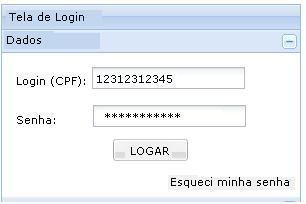 Tela de Login
Dados
Login (CPF): 12312312345
Senha: ***********
LOGAR
Esqueci minha senha